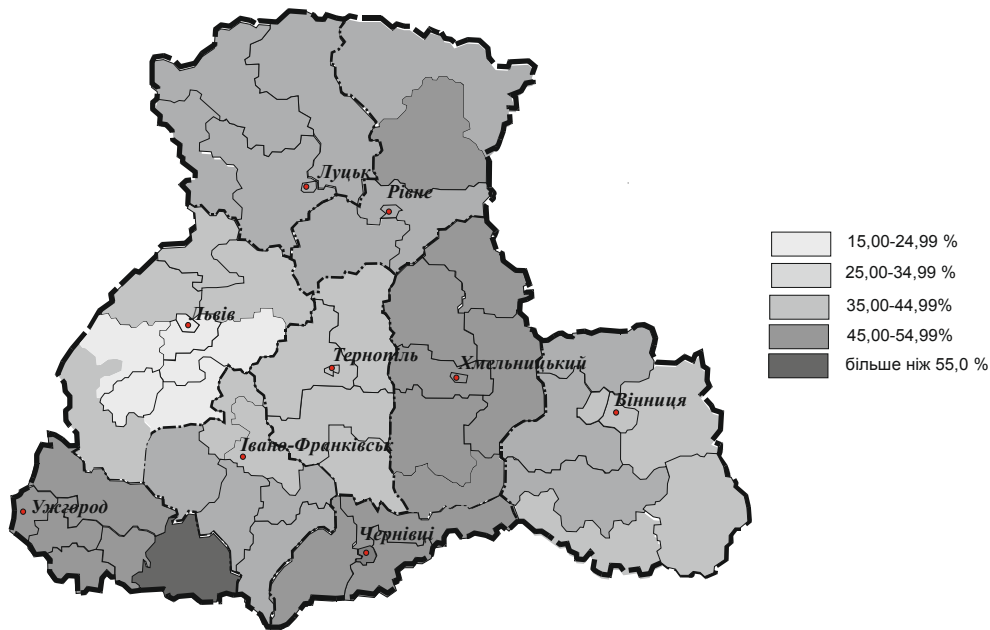 Луцьк
Рівне
Львів
Тернопіль
Хмельницький
Вінниця
Івано-Франківськ
Ужгород
Чернівці
15,00-24,99 %
25,00-34,99 %
35,00-44,99%
45,00-54,99%
більше ніж 55,0 %